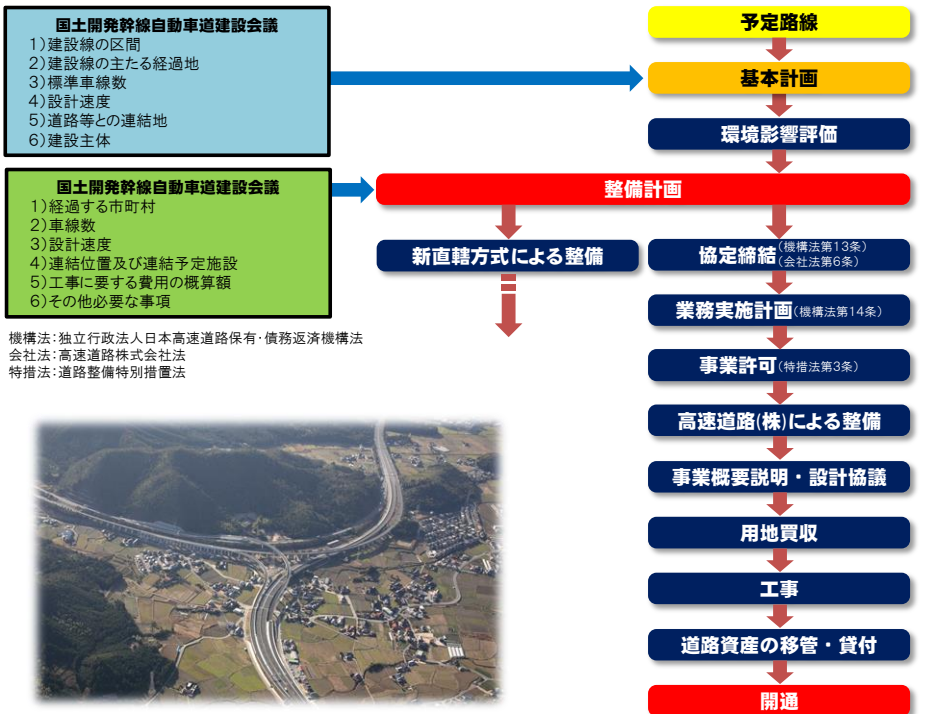 国土開発幹線自動車道建設会議
1)建設線の区間
2)建設線の主たる経過地
3)標準車線数
4)設計速度
5)道路等との連結地
6)建設主体
国土開発幹線自動車道建設会議
1)経過する市町村
2)車線数
3)設計速度
4)連結位置及び連結予定施設
5)工事に要する費用の概算額
6)その他必要な事項
機構法:独立行政法人日本高速道路保有・債務返済機構法
会社法:高速道路株式会社法
特措法:道路整備特別措置法
予定路線
基本計画
環境影響評価
整備計画
新直轄方式による整備
協定締結(機構法第13条)
(会社法第6条)
業務実施計画(機構法第14条)
事業許可(特措法第3条)
高速道路(株)による整備
事業概要説明・設計協議
用地買収
工事
道路資産の移管・貸付
開通